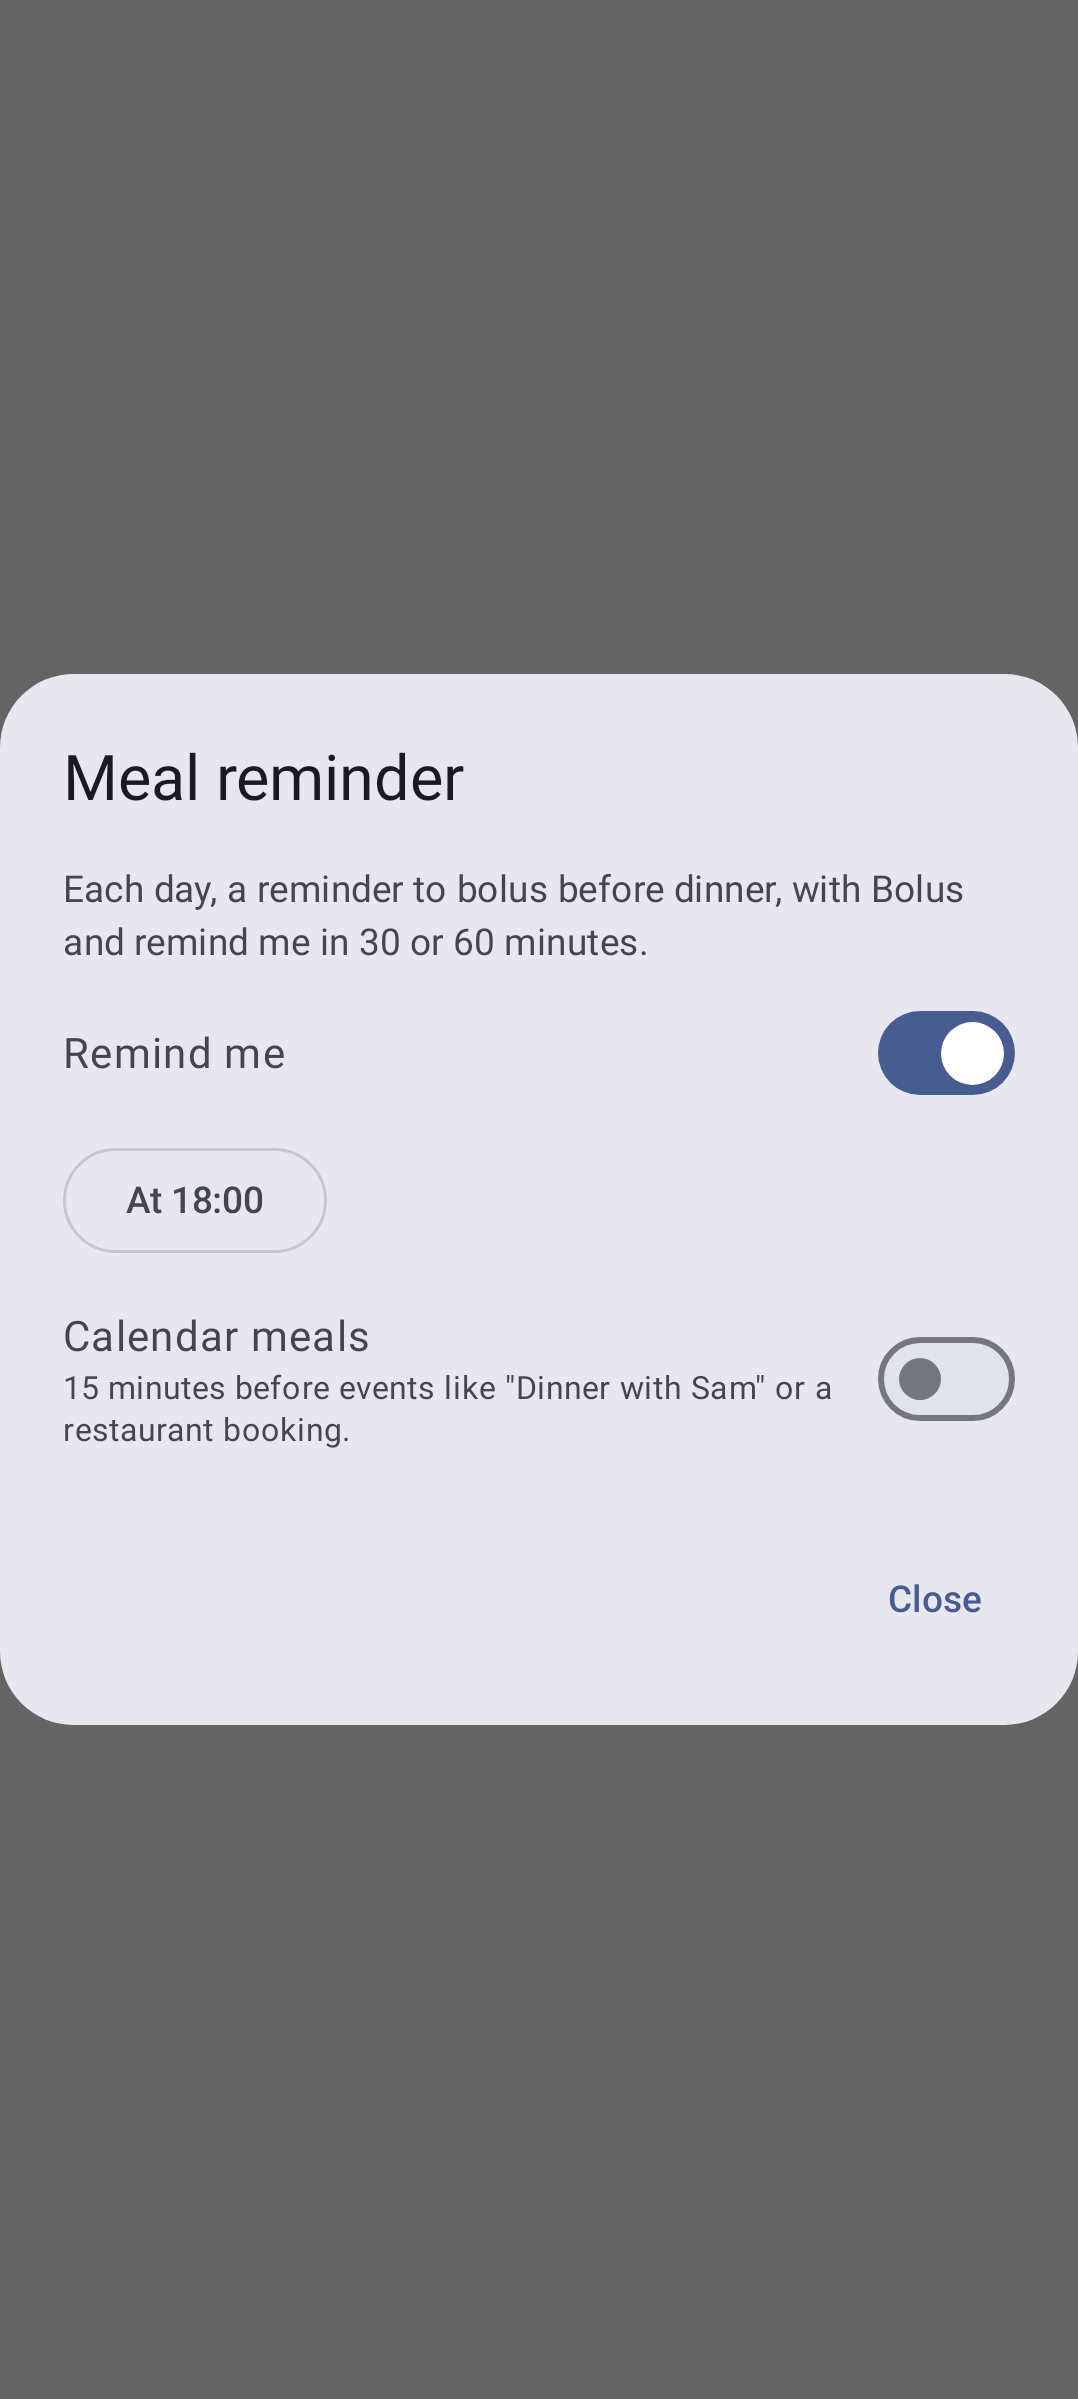 Meal reminder
Each day, a reminder to bolus before dinner, with Bolus
and remind me in 30 or 60 minutes.
Remind me
At 18:00
Calendar meals
15 minutes before events like "Dinner with Sam" or a
restaurant booking.
Close